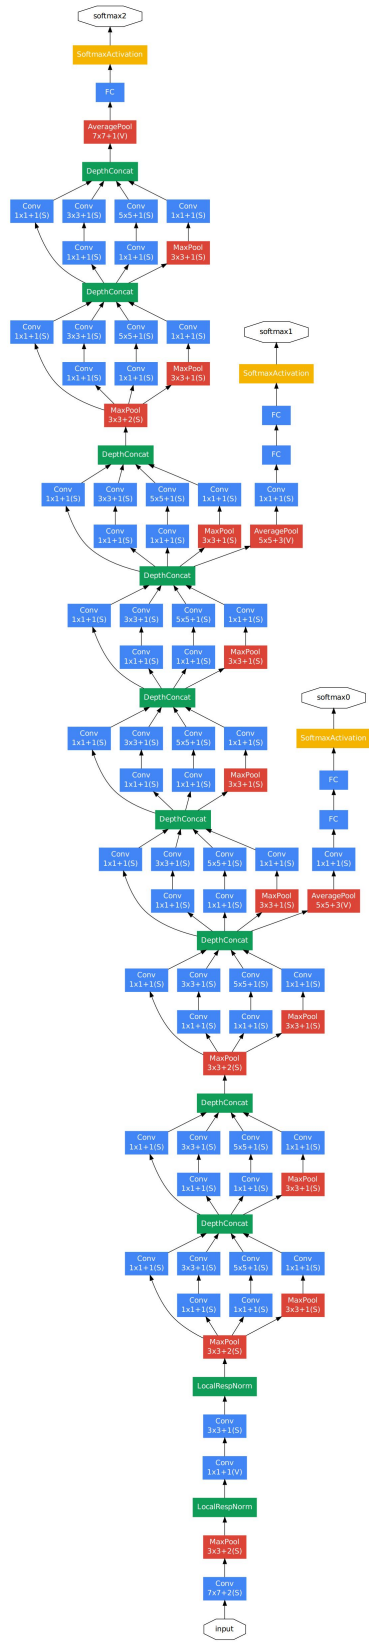 softmax2
SoftmaxActivation
FC
AveragePool
7x7+1(V)
DepthConcat
Conv
1x1+1(S)
Conv
3x3+1(S)
Conv
5x5+1(S)
Conv
1x1+1(S)
Conv
1x1+1(S)
Conv
1x1+1(S)
MaxPool
3x3+1(S)
DepthConcat
Conv
1x1+1(S)
Conv
3x3+1(S)
Conv
5x5+1(S)
Conv
1x1+1(S)
softmax1
Conv
1x1+1(S)
Conv
1x1+1(S)
MaxPool
3x3+1(S)
SoftmaxActivation
MaxPool
3x3+2(S)
FC
DepthConcat
FC
Conv
1x1+1(S)
Conv
3x3+1(S)
Conv
5x5+1(S)
Conv
1x1+1(S)
Conv
1x1+1(S)
Conv
1x1+1(S)
Conv
1x1+1(S)
MaxPool
3x3+1(S)
AveragePool
5x5+3(V)
DepthConcat
Conv
1x1+1(S)
Conv
3x3+1(S)
Conv
5x5+1(S)
Conv
1x1+1(S)
Conv
1x1+1(S)
Conv
1x1+1(S)
MaxPool
3x3+1(S)
DepthConcat
softmax0
Conv
1x1+1(S)
Conv
3x3+1(S)
Conv
5x5+1(S)
Conv
1x1+1(S)
SoftmaxActivation
Conv
1x1+1(S)
Conv
1x1+1(S)
MaxPool
3x3+1(S)
FC
DepthConcat
FC
Conv
1x1+1(S)
Conv
3x3+1(S)
Conv
5x5+1(S)
Conv
1x1+1(S)
Conv
1x1+1(S)
Conv
1x1+1(S)
Conv
1x1+1(S)
MaxPool
3x3+1(S)
AveragePool
5x5+3(V)
DepthConcat
Conv
1x1+1(S)
Conv
3x3+1(S)
Conv
5x5+1(S)
Conv
1x1+1(S)
Conv
1x1+1(S)
Conv
1x1+1(S)
MaxPool
3x3+1(S)
MaxPool
3x3+2(S)
DepthConcat
Conv
1x1+1(S)
Conv
3x3+1(S)
Conv
5x5+1(S)
Conv
1x1+1(S)
Conv
1x1+1(S)
Conv
1x1+1(S)
MaxPool
3x3+1(S)
DepthConcat
Conv
1x1+1(S)
Conv
3x3+1(S)
Conv
5x5+1(S)
Conv
1x1+1(S)
Conv
1x1+1(S)
Conv
1x1+1(S)
MaxPool
3x3+1(S)
MaxPool
3x3+2(S)
LocalRespNorm
Conv
3x3+1(S)
Conv
1x1+1(V)
LocalRespNorm
MaxPool
3x3+2(S)
Conv
7x7+2(S)
input